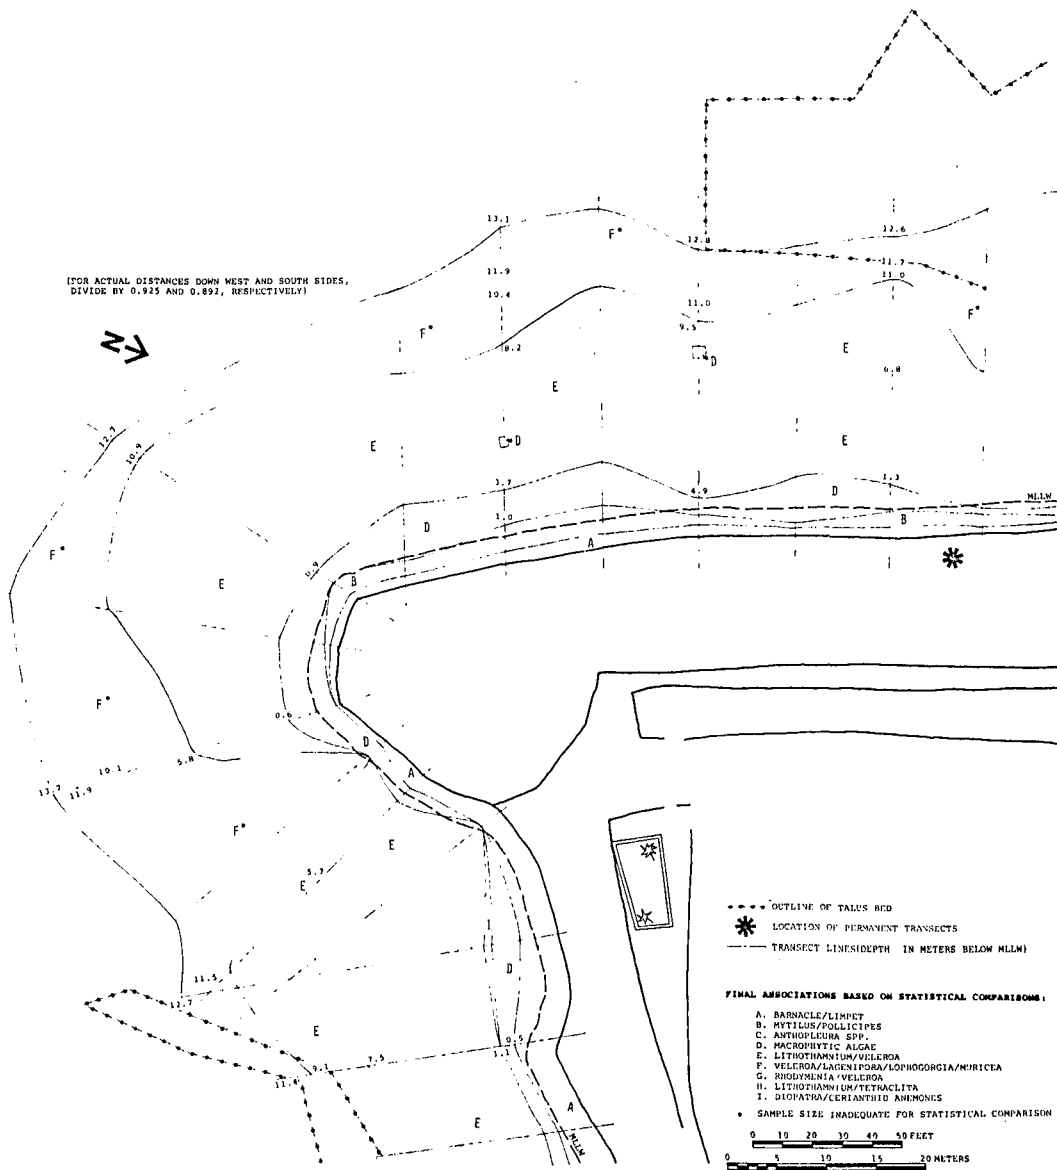 13.1
F*
12.8
12.6
11.7
11.0
11.9
10.4
11.0
9.5
(FOR ACTUAL DISTANCES DOWN WEST AND SOUTH SIDES,
DIVIDE BY 0.925 AND 0.892, RESPECTIVELY)
N
F*
F*
8.2
D
E
6.8
E
12.7
10.9
E
D
E
3.7
4.9
1.3
D
MLLW
D
1.0
B
A
F*
0.9
B
E
F*
0.6
D
5.8
10.1
11.9
A
F*
E
5.7
E
D
11.5
12.7
E
0.5
1.1
7.5
9.1
11.4
A
E
MLLW
OUTLINE OF TALUS BED
LOCATION OF PERMANENT TRANSECTS
TRANSECT LINES(DEPTH IN METERS BELOW MLLW)
FINAL ASSOCIATIONS BASED ON STATISTICAL COMPARISONS:
A. BARNACLE/LIMPET
B. MYTILUS/POLLICIPES
C. ANTHOPLEURA SPP.
D. MACROPHYTIC ALGAE
E. LITHOTHAMNIUM/VELEROA
F. VELEROA/LAGENIPORA/LOPHOGORGIA/MURICEA
G. RHODYMENIA/VELEROA
H. LITHOTHAMNIUM/TETRACLITA
I. DIOPATRA/CERIANTHID ANEMONES
* SAMPLE SIZE INADEQUATE FOR STATISTICAL COMPARISON
0 10 20 30 40 50 FEET
0 5 10 15 20 METERS